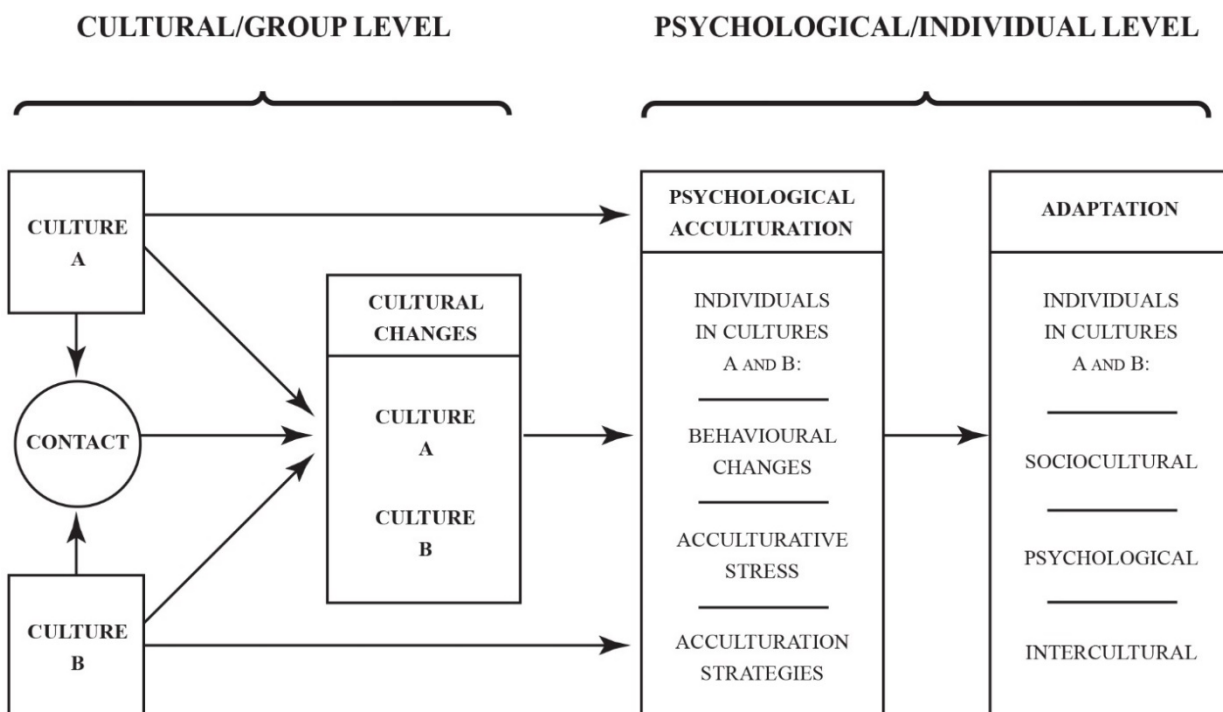 CULTURAL/GROUP LEVEL
PSYCHOLOGICAL/INDIVIDUAL LEVEL
CULTURE
A
CONTACT
CULTURE
B
CULTURAL
CHANGES
CULTURE
A
CULTURE
B
PSYCHOLOGICAL
ACCULTURATION
INDIVIDUALS
IN CULTURES
A AND B:
BEHAVIOURAL
CHANGES
ACCULTURATIVE
STRESS
ACCULTURATION
STRATEGIES
ADAPTATION
INDIVIDUALS
IN CULTURES
A AND B:
SOCIOCULTURAL
PSYCHOLOGICAL
INTERCULTURAL